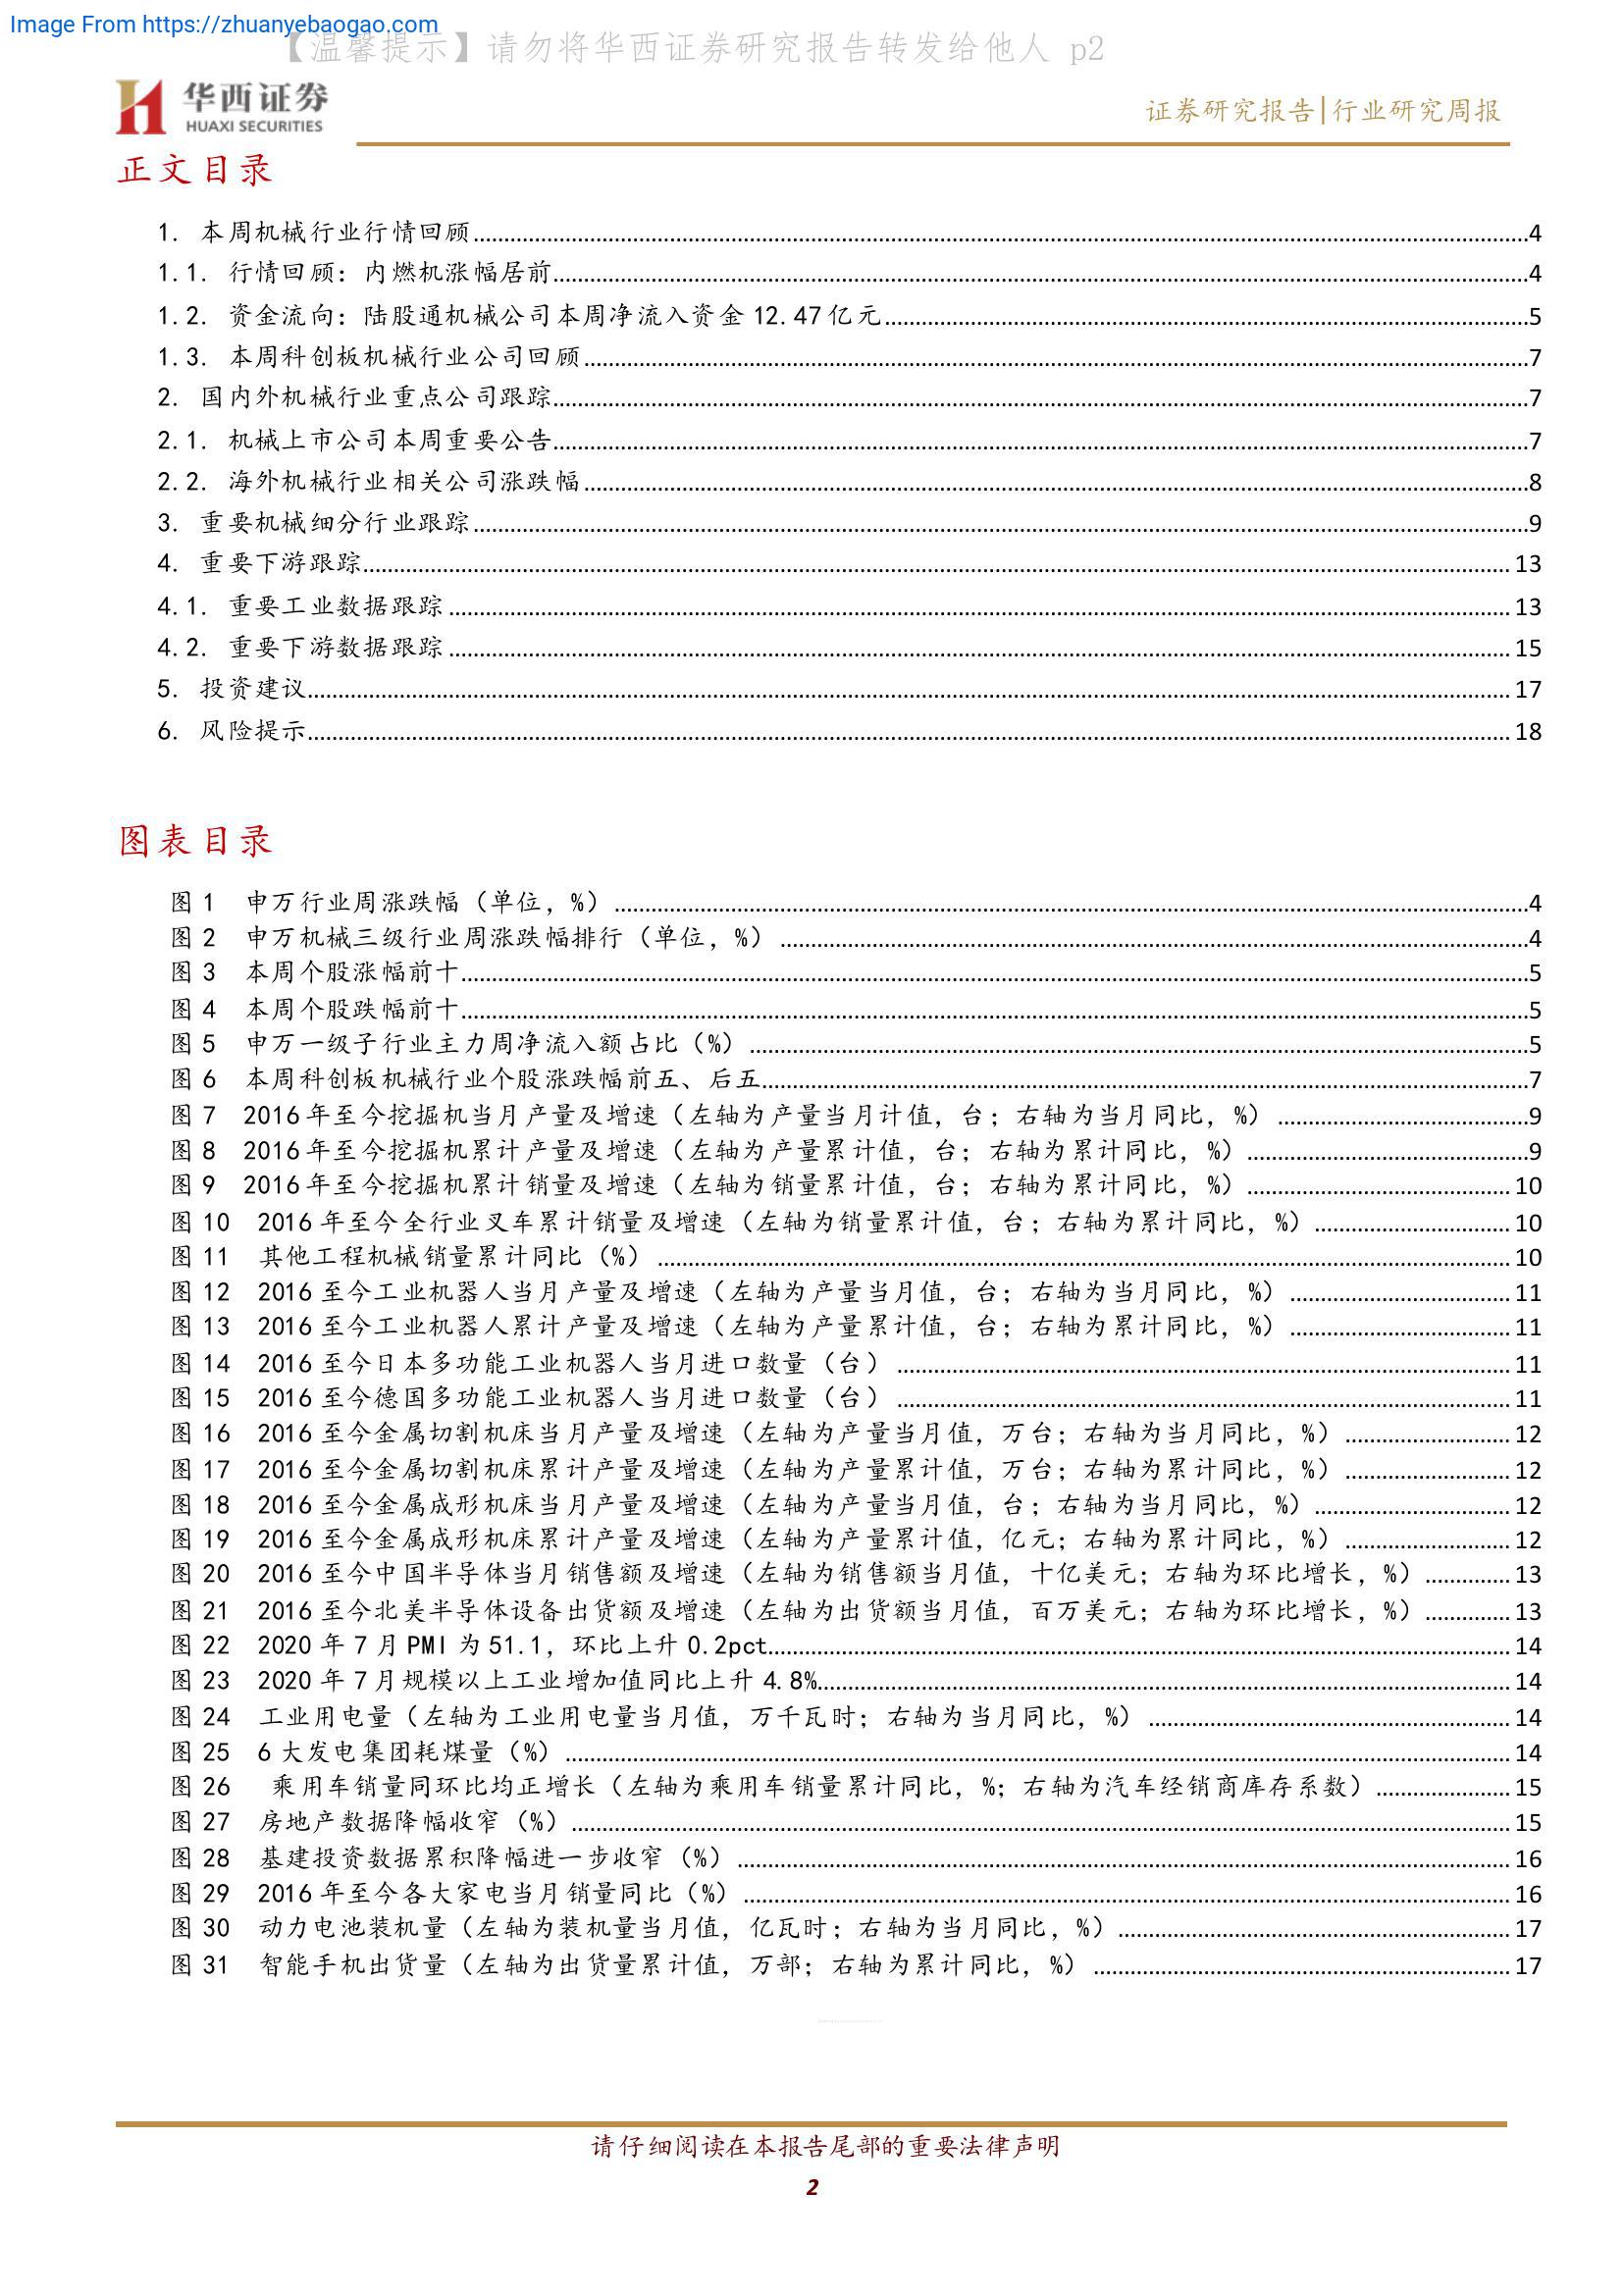 Image From https://zhuanyebaogao.com
【温馨提示】请勿将华西证券研究报告转发给他人 p2
华西证券
HUAXI SECURITIES
证券研究报告|行业研究周报
正文目录
1. 本周机械行业行情回顾........4
1.1. 行情回顾：内燃机涨幅居前........4
1.2. 资金流向：陆股通机械公司本周净流入资金 12.47 亿元........5
1.3. 本周科创板机械行业公司回顾........7
2. 国内外机械行业重点公司跟踪........7
2.1. 机械上市公司本周重要公告........7
2.2. 海外机械行业相关公司涨跌幅........8
3. 重要机械细分行业跟踪........9
4. 重要下游跟踪........13
4.1. 重要工业数据跟踪........13
4.2. 重要下游数据跟踪........15
5. 投资建议........17
6. 风险提示........18
图表目录
图 1 申万行业周涨跌幅（单位，%）........4
图 2 申万机械三级行业周涨跌幅排行（单位，%）........4
图 3 本周个股涨幅前十........5
图 4 本周个股跌幅前十........5
图 5 申万一级子行业主力周净流入额占比（%）........5
图 6 本周科创板机械行业个股涨跌幅前五、后五........7
图 7 2016 年至今挖掘机当月产量及增速（左轴为产量当月计值，台；右轴为当月同比，%）........9
图 8 2016 年至今挖掘机累计产量及增速（左轴为产量累计值，台；右轴为累计同比，%）........9
图 9 2016 年至今挖掘机累计销量及增速（左轴为销量累计值，台；右轴为累计同比，%）........10
图 10 2016 年至今全行业叉车累计销量及增速（左轴为销量累计值，台；右轴为累计同比，%）........10
图 11 其他工程机械销量累计同比（%）........10
图 12 2016 至今工业机器人当月产量及增速（左轴为产量当月值，台；右轴为当月同比，%）........11
图 13 2016 至今工业机器人累计产量及增速（左轴为产量累计值，台；右轴为累计同比，%）........11
图 14 2016 至今日本多功能工业机器人当月进口数量（台）........11
图 15 2016 至今德国多功能工业机器人当月进口数量（台）........11
图 16 2016 至今金属切割机床当月产量及增速（左轴为产量当月值，万台；右轴为当月同比，%）........12
图 17 2016 至今金属切割机床累计产量及增速（左轴为产量累计值，万台；右轴为累计同比，%）........12
图 18 2016 至今金属成形机床当月产量及增速（左轴为产量当月值，台；右轴为当月同比，%）........12
图 19 2016 至今金属成形机床累计产量及增速（左轴为产量累计值，亿元；右轴为累计同比，%）........12
图 20 2016 至今中国半导体当月销售额及增速（左轴为销售额当月值，十亿美元；右轴为环比增长，%）........13
图 21 2016 至今北美半导体设备出货额及增速（左轴为出货额当月值，百万美元；右轴为环比增长，%）........13
图 22 2020 年 7 月 PMI 为 51.1，环比上升 0.2pct........14
图 23 2020 年 7 月规模以上工业增加值同比上升 4.8%........14
图 24 工业用电量（左轴为工业用电量当月值，万千瓦时；右轴为当月同比，%）........14
图 25 6 大发电集团耗煤量（%）........14
图 26 乘用车销量同环比均正增长（左轴为乘用车销量累计同比，%；右轴为汽车经销商库存系数）........15
图 27 房地产数据降幅收窄（%）........15
图 28 基建投资数据累积降幅进一步收窄（%）........16
图 29 2016 年至今各大家电当月销量同比（%）........16
图 30 动力电池装机量（左轴为装机量当月值，亿瓦时；右轴为当月同比，%）........17
图 31 智能手机出货量（左轴为出货量累计值，万部；右轴为累计同比，%）........17
请仔细阅读在本报告尾部的重要法律声明
2